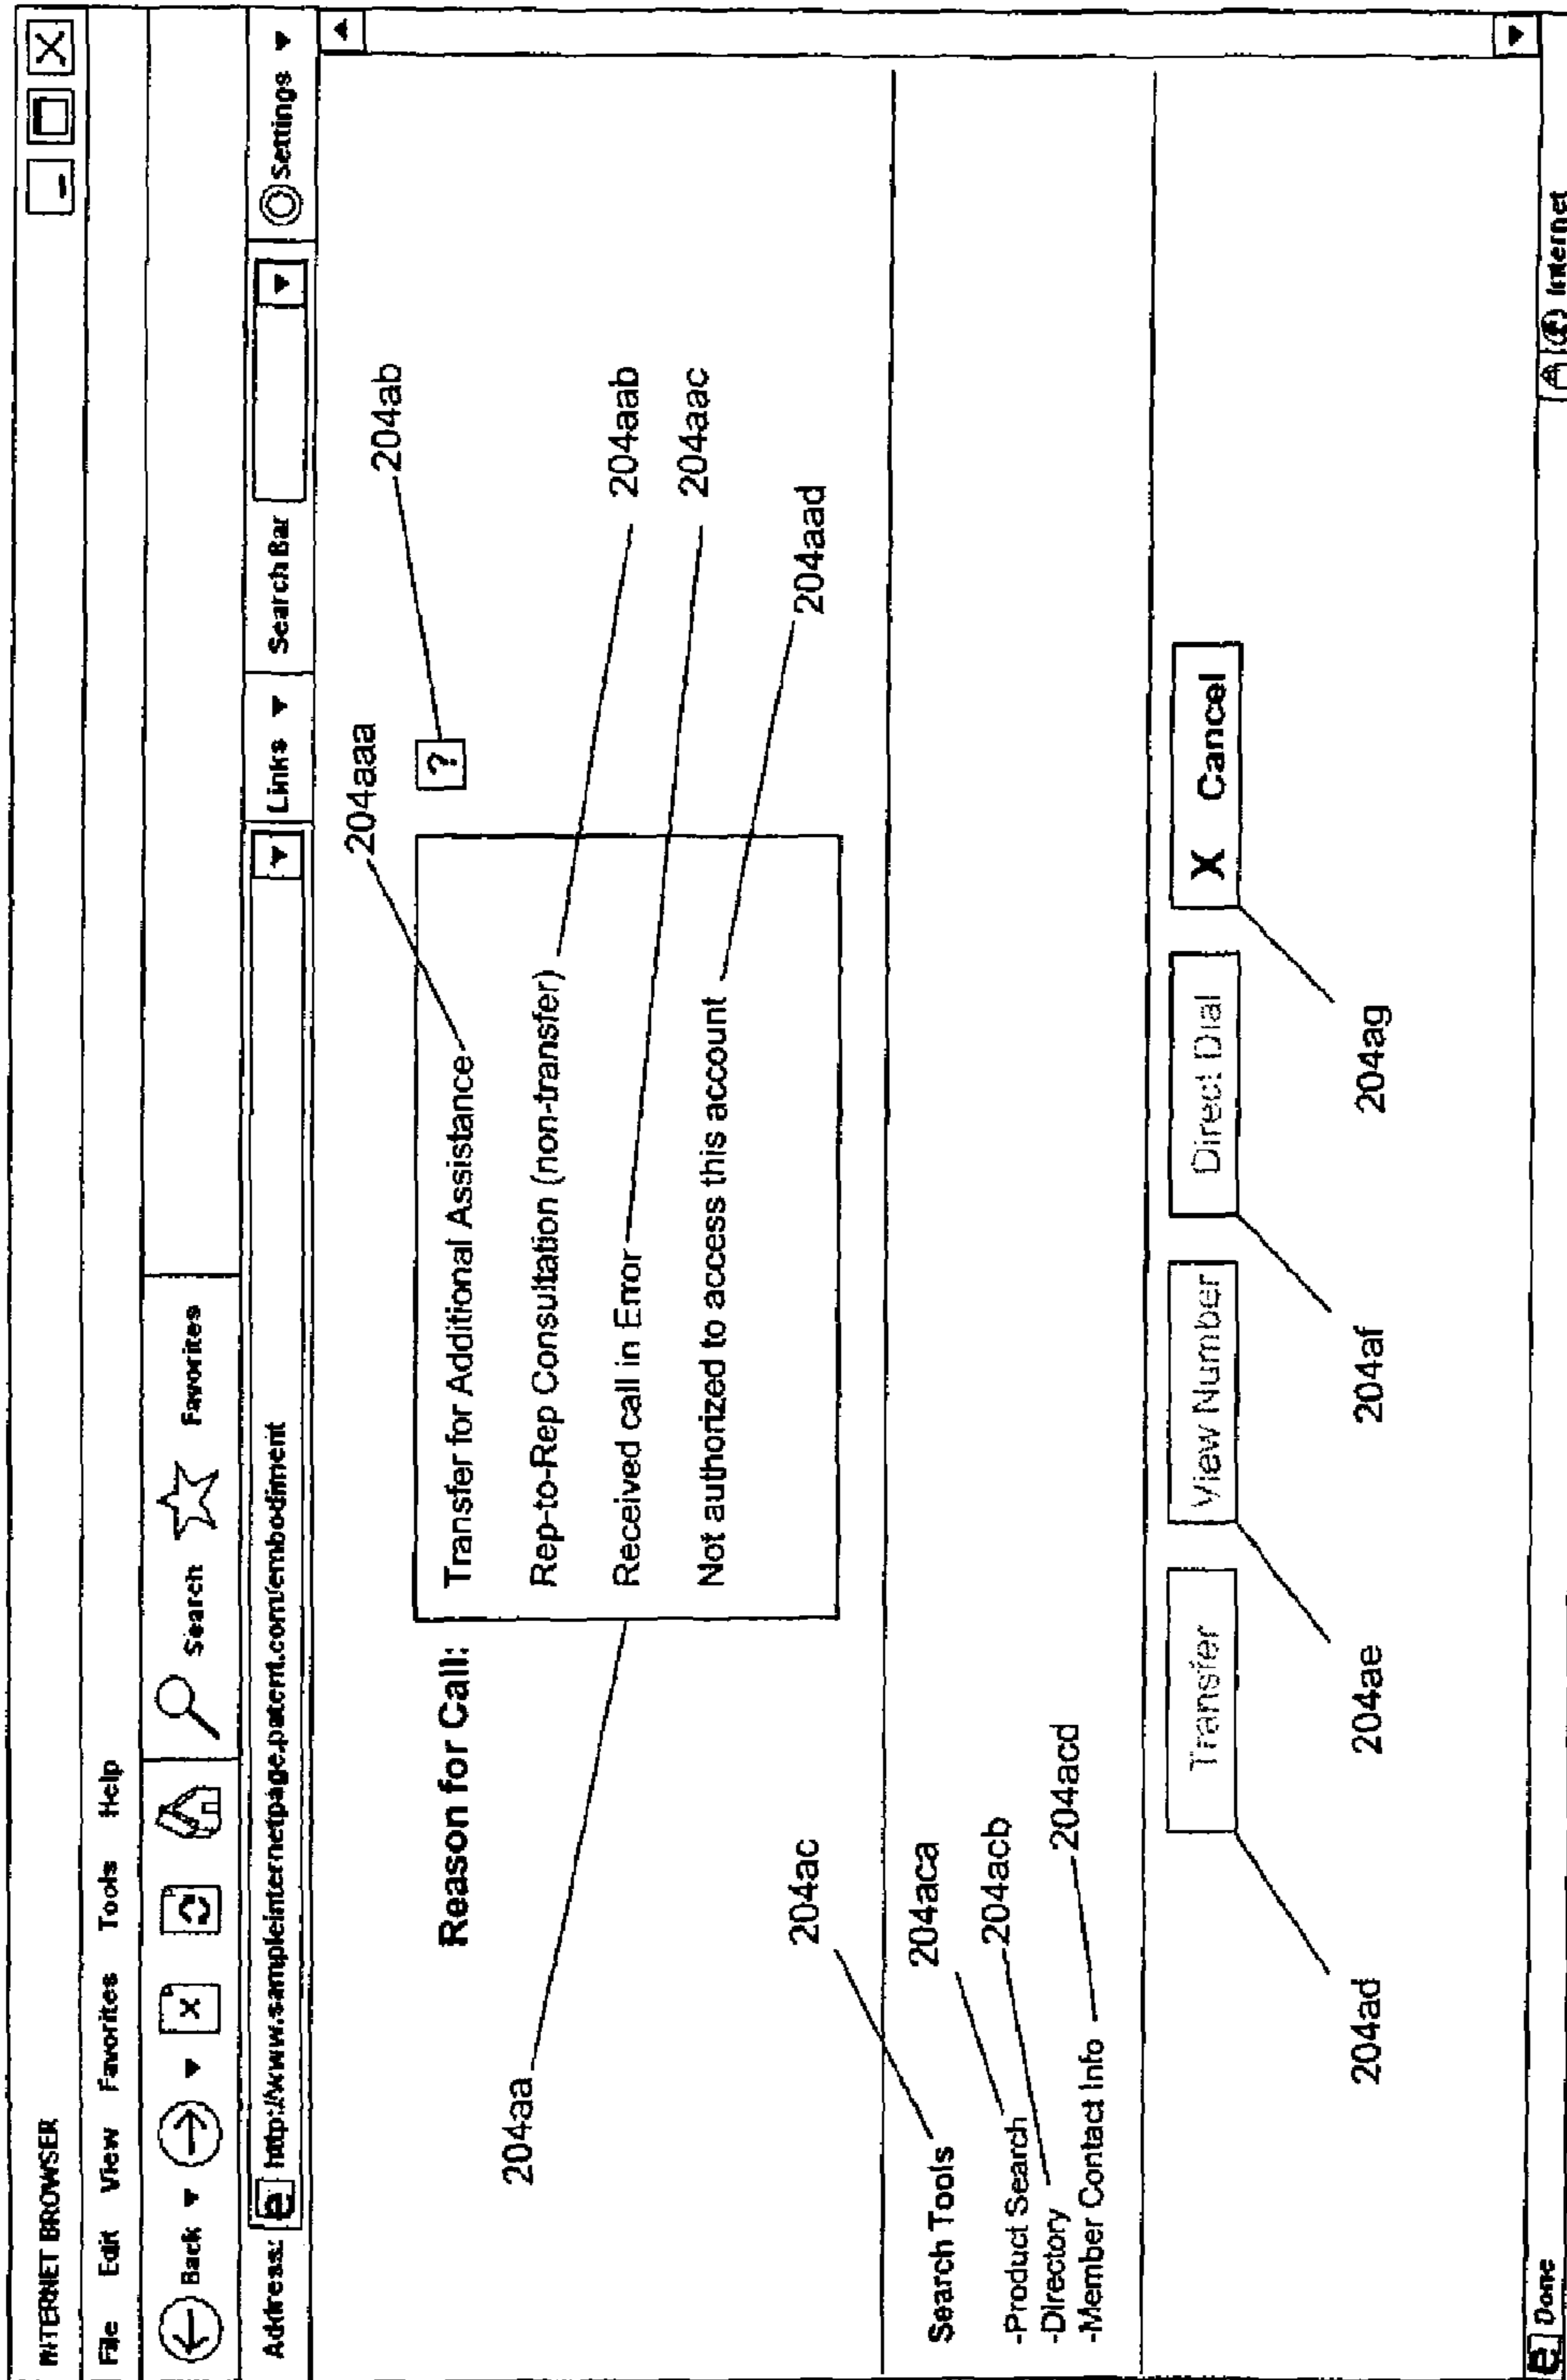 INTERNET BROWSER
File Edit View Favorites Tools Help
Back Search Favorites
Address: http://www.sampleinternetpage.patent.com/embodiment Links Search Bar Settings
204aaa
204ab
Reason for Call:
?
Transfer for Additional Assistance
Rep-to-Rep Consultation (non-transfer)
Received call in Error
Not authorized to access this account
204aa
204aab
204aac
204aad
204ac
Search Tools
204aca
-Product Search
204acb
-Directory
-Member Contact Info
204acd
Transfer
View Number
Direct Dial
X Cancel
204ad
204ae
204af
204ag
Done
Internet